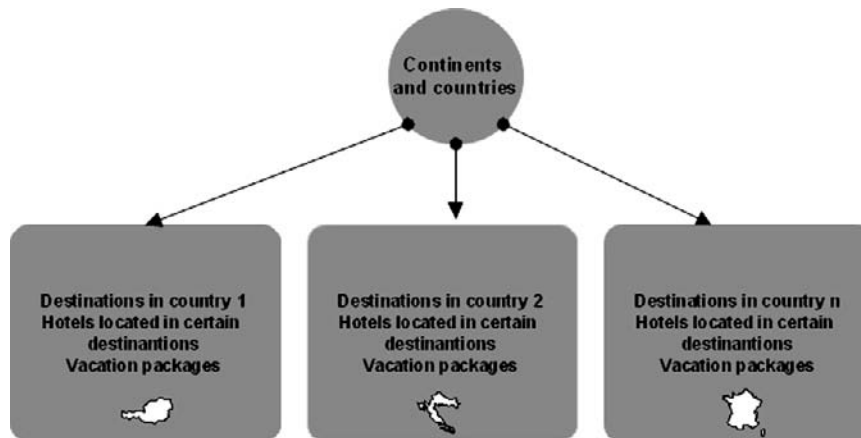 Continents
and countries
Destinations in country 1
Hotels located in certain
destinantions
Vacation packages
Destinations in country 2
Hotels located in certain
destinantions
Vacation packages
Destinations in country n
Hotels located in certain
destinantions
Vacation packages